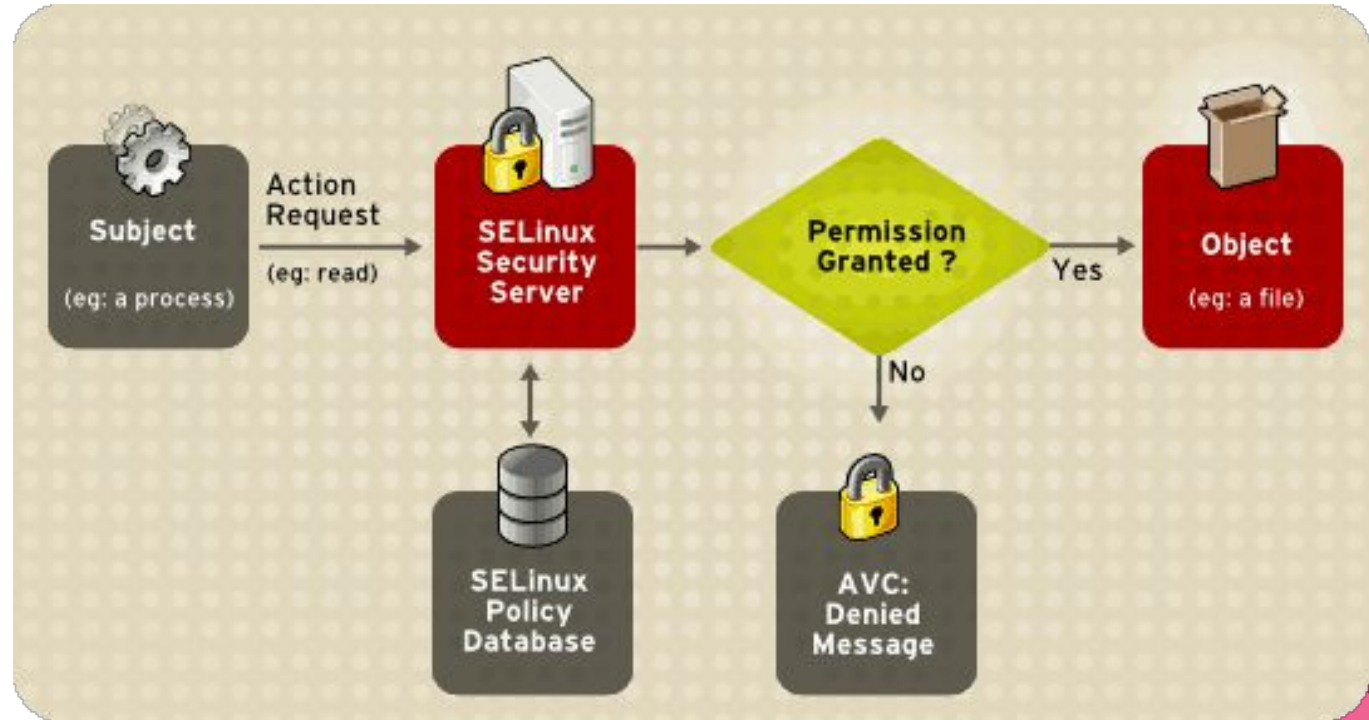 Subject
(eg: a process)
Action
Request
(eg: read)
SELinux
Security
Server
Permission
Granted ?
Yes
Object
(eg: a file)
No
SELinux
Policy
Database
AVC:
Denied
Message